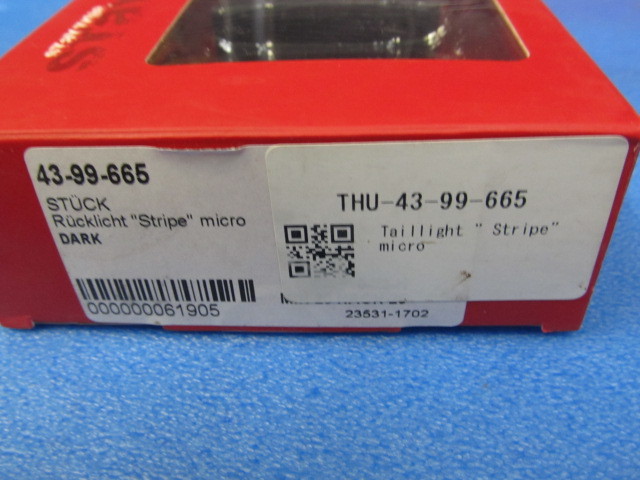 43-99-665
STÜCK
Rücklicht "Stripe" micro
DARK
000000061905
23531-1702
THU-43-99-665
Taillight " Stripe"
micro